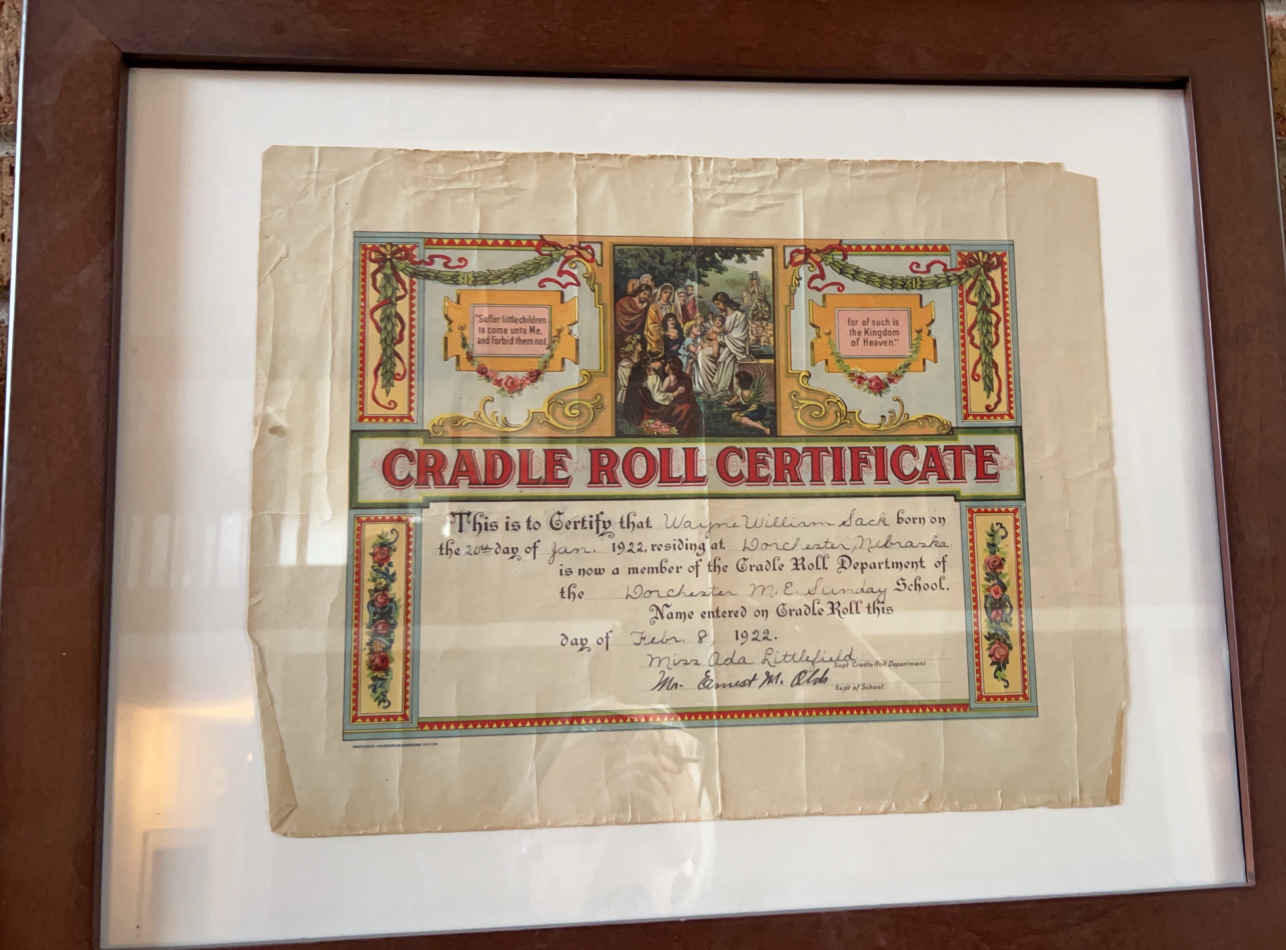 "Suffer little children
to come unto Me,
and forbid them not,
for of such is
the Kingdom
of Heaven."
CRADLE ROLL CERTIFICATE
This is to Certify that Wayne William Sack born on
the 20th day of Jan. 1922, residing at Dorchester, Nebraska
is now a member of the Cradle Roll Department of
the Dorchester M.E. Sunday School.
Name entered on Cradle Roll this
day of Febr. 8 1922.
Miss Ada Littlefield Supt Cradle Roll Department
Mr. Ernest M. Supt of School